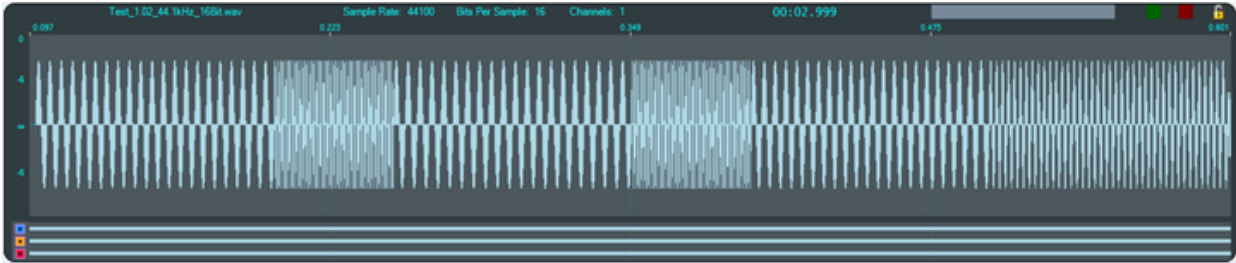 Test_1.02_44.1kHz_16Bit.wav Sample Rate: 44100 Bits Per Sample: 16 Channels: 1 00:02.999
0.097 0.223 0.349 0.475 0.601
0
-6
∞
-6